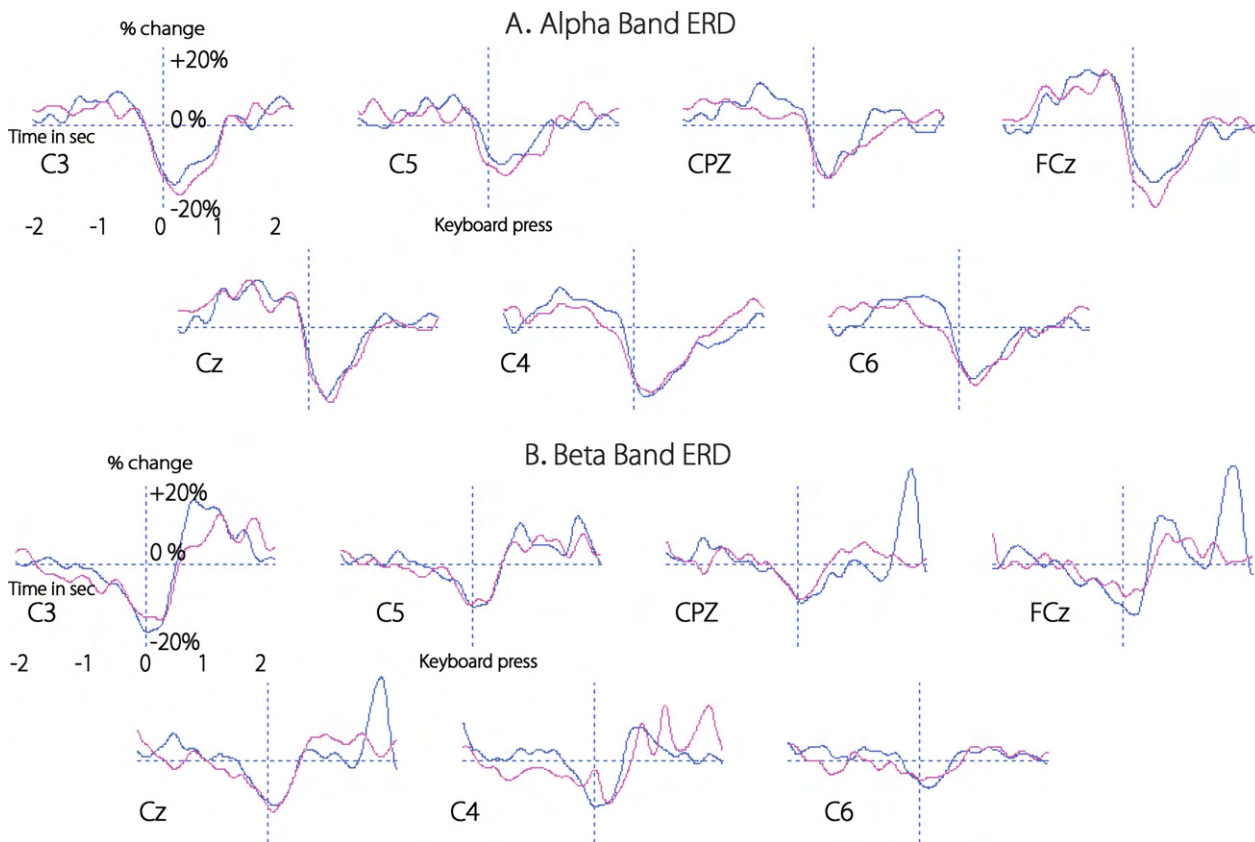 A. Alpha Band ERD
% change
+20%
0 %
Time in sec
C3
C5
CPZ
FCz
-20%
-2 -1 0 1 2
Keyboard press
Cz
C4
C6
B. Beta Band ERD
% change
+20%
0 %
Time in sec
C3
C5
CPZ
FCz
-20%
-2 -1 0 1 2
Keyboard press
Cz
C4
C6